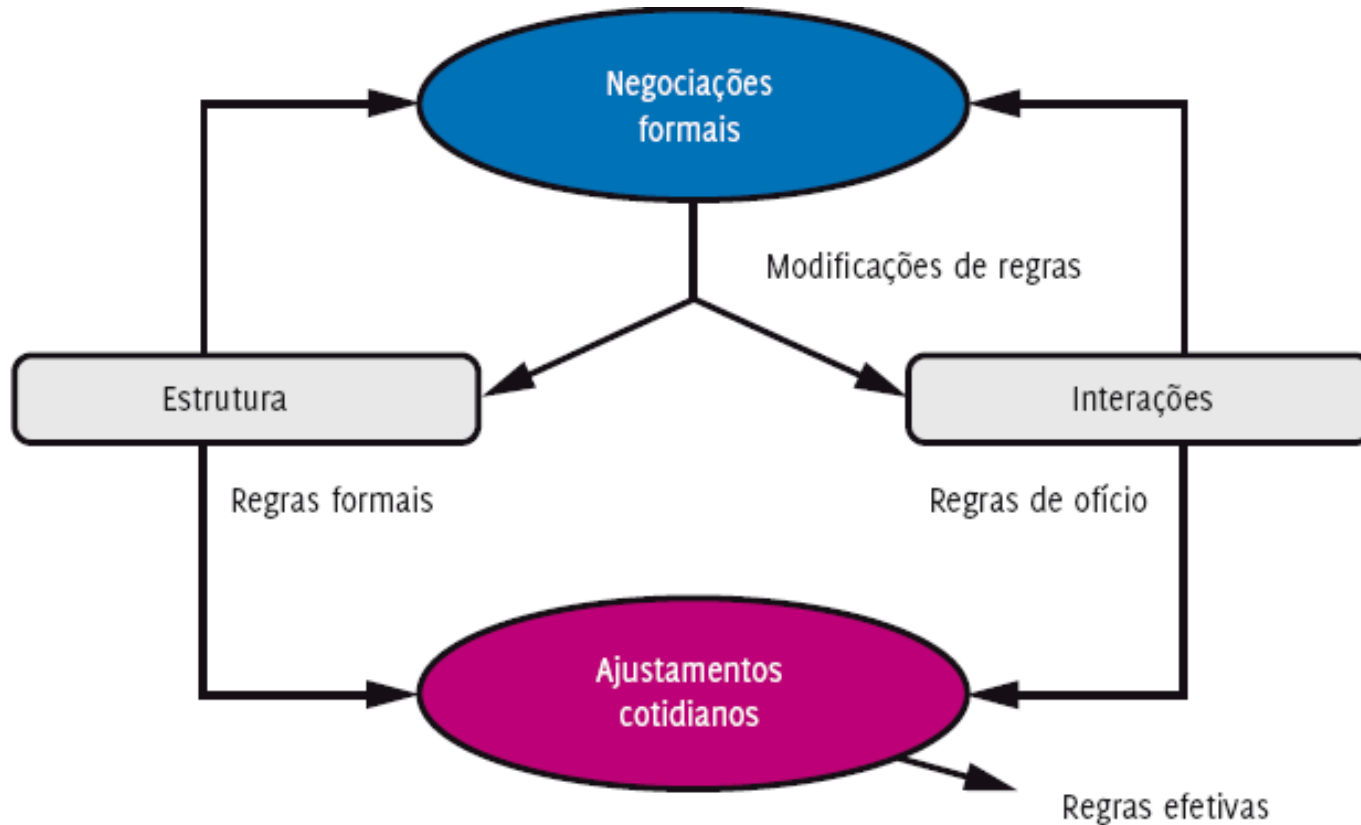 Negociações
formais
Modificações de regras
Estrutura
Interações
Regras formais
Regras de ofício
Ajustamentos
cotidianos
Regras efetivas